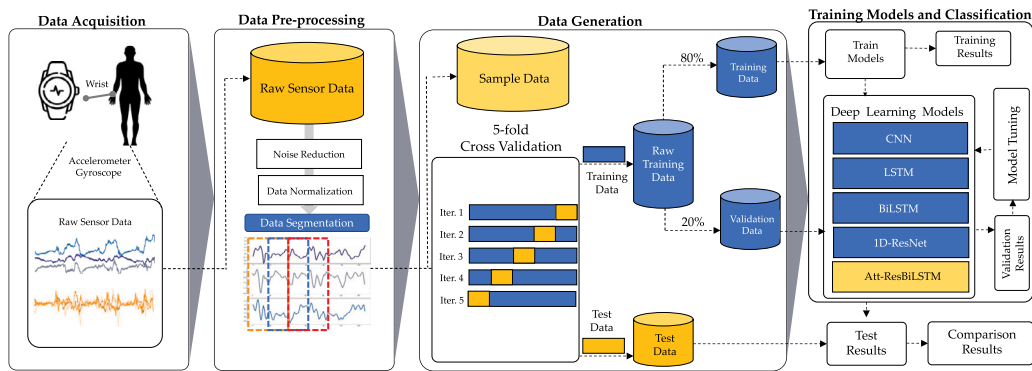 Data Acquisition
Wrist
Accelerometer
Gyroscope
Raw Sensor Data
Data Pre-processing
Raw Sensor Data
Noise Reduction
Data Normalization
Data Segmentation
Data Generation
Sample Data
5-fold
Cross Validation
Iter. 1
Iter. 2
Iter. 3
Iter. 4
Iter. 5
Training
Data
Test
Data
Raw
Training
Data
80%
20%
Training
Data
Validation
Data
Test
Data
Training Models and Classification
Train
Models
Training
Results
Deep Learning Models
CNN
LSTM
BiLSTM
1D-ResNet
Att-ResBiLSTM
Model Tuning
Validation
Results
Test
Results
Comparison
Results